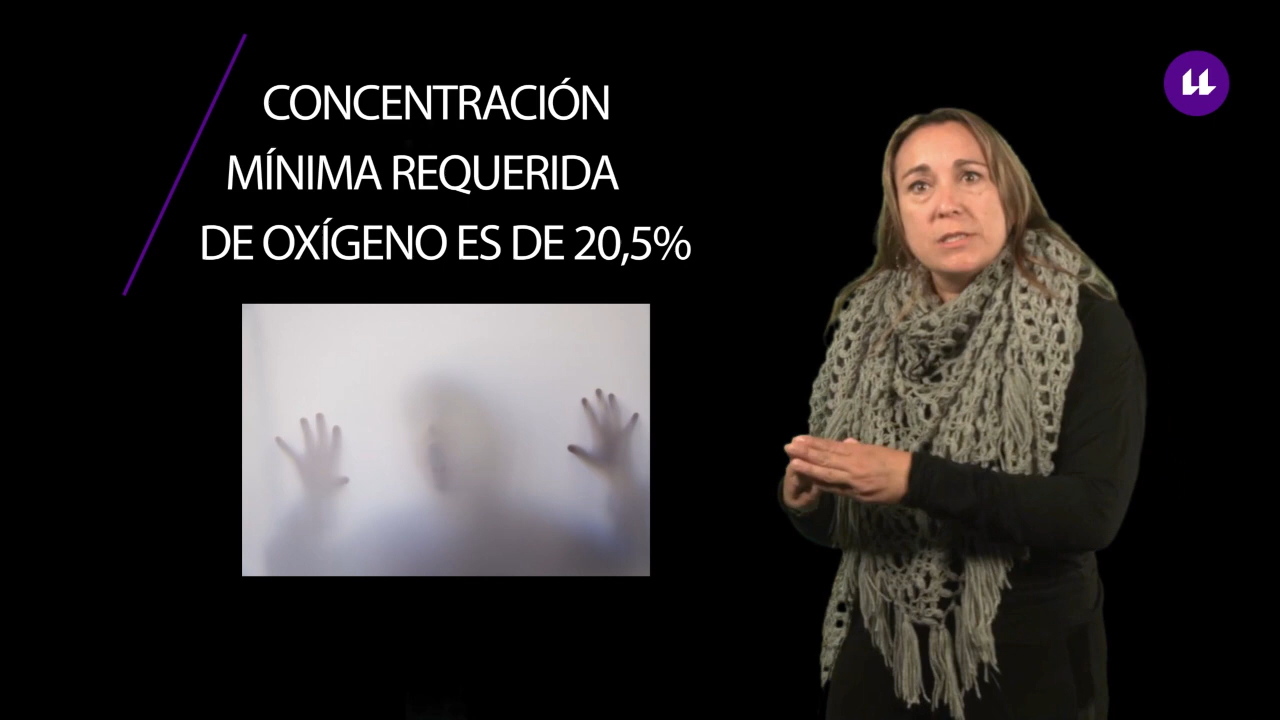 CONCENTRACIÓN
MÍNIMA REQUERIDA
DE OXÍGENO ES DE 20,5%